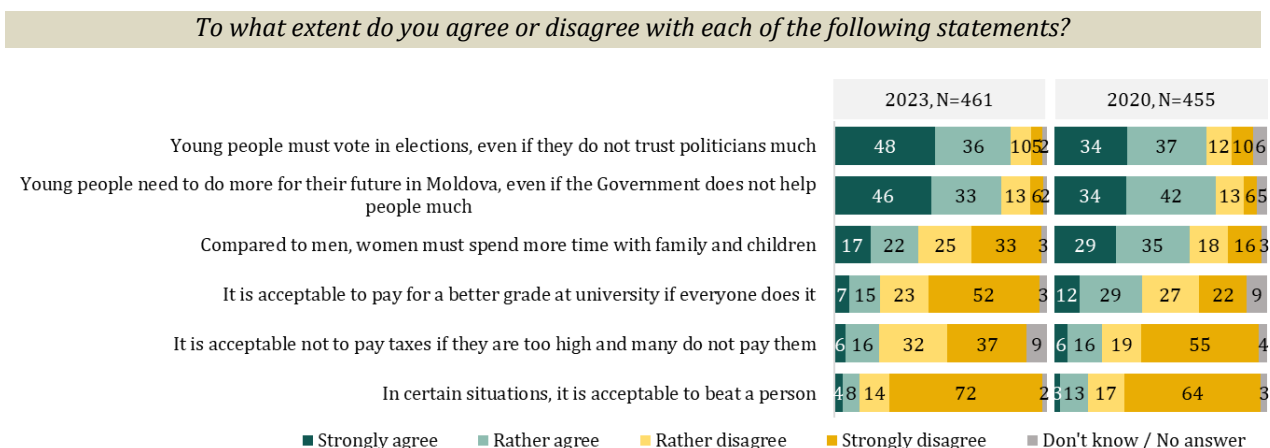 To what extent do you agree or disagree with each of the following statements?
2023, N=461 2020, N=455
Young people must vote in elections, even if they do not trust politicians much 48 36 10 5 2 34 37 12 10 6
Young people need to do more for their future in Moldova, even if the Government does not help
people much 46 33 13 6 2 34 42 13 6 5
Compared to men, women must spend more time with family and children 17 22 25 33 3 29 35 18 16 3
It is acceptable to pay for a better grade at university if everyone does it 7 15 23 52 3 12 29 27 22 9
It is acceptable not to pay taxes if they are too high and many do not pay them 6 16 32 37 9 6 16 19 55 4
In certain situations, it is acceptable to beat a person 4 8 14 72 2 3 13 17 64 3
Strongly agree Rather agree Rather disagree Strongly disagree Don't know / No answer